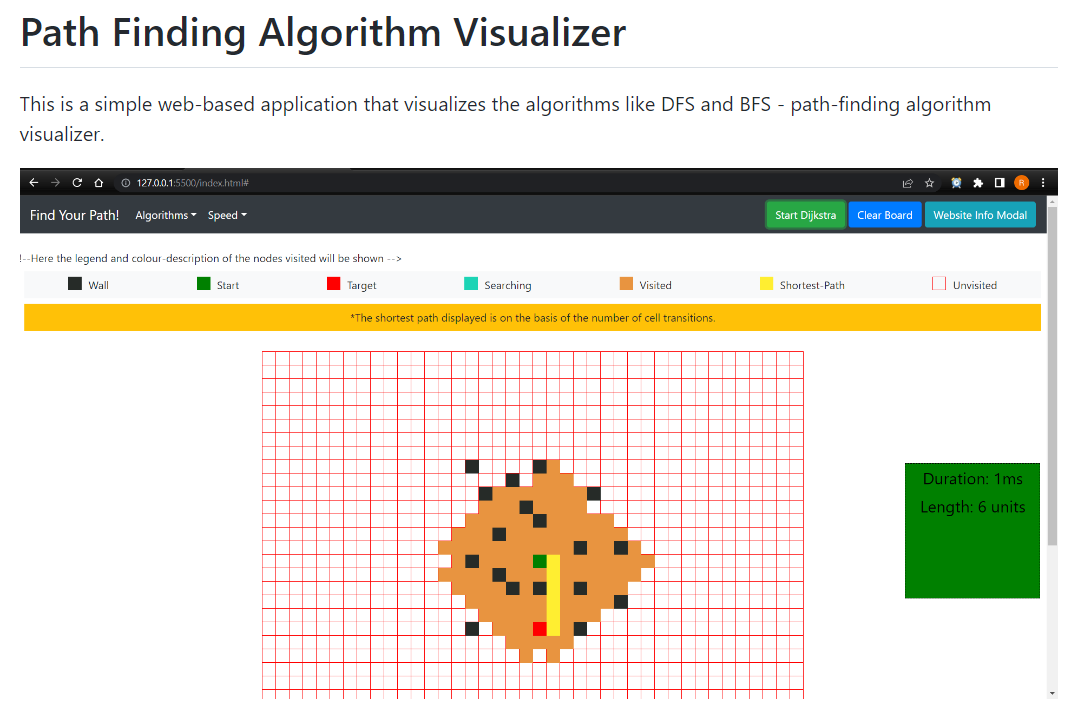 Path Finding Algorithm Visualizer
This is a simple web-based application that visualizes the algorithms like DFS and BFS - path-finding algorithm
visualizer.
127.0.0.1:5500/index.html#
R
Find Your Path! Algorithms Speed Start Dijkstra Clear Board Website Info Modal
!--Here the legend and colour-description of the nodes visited will be shown -->
Wall Start Target Searching Visited Shortest-Path Unvisited
*The shortest path displayed is on the basis of the number of cell transitions.
Duration: 1ms
Length: 6 units